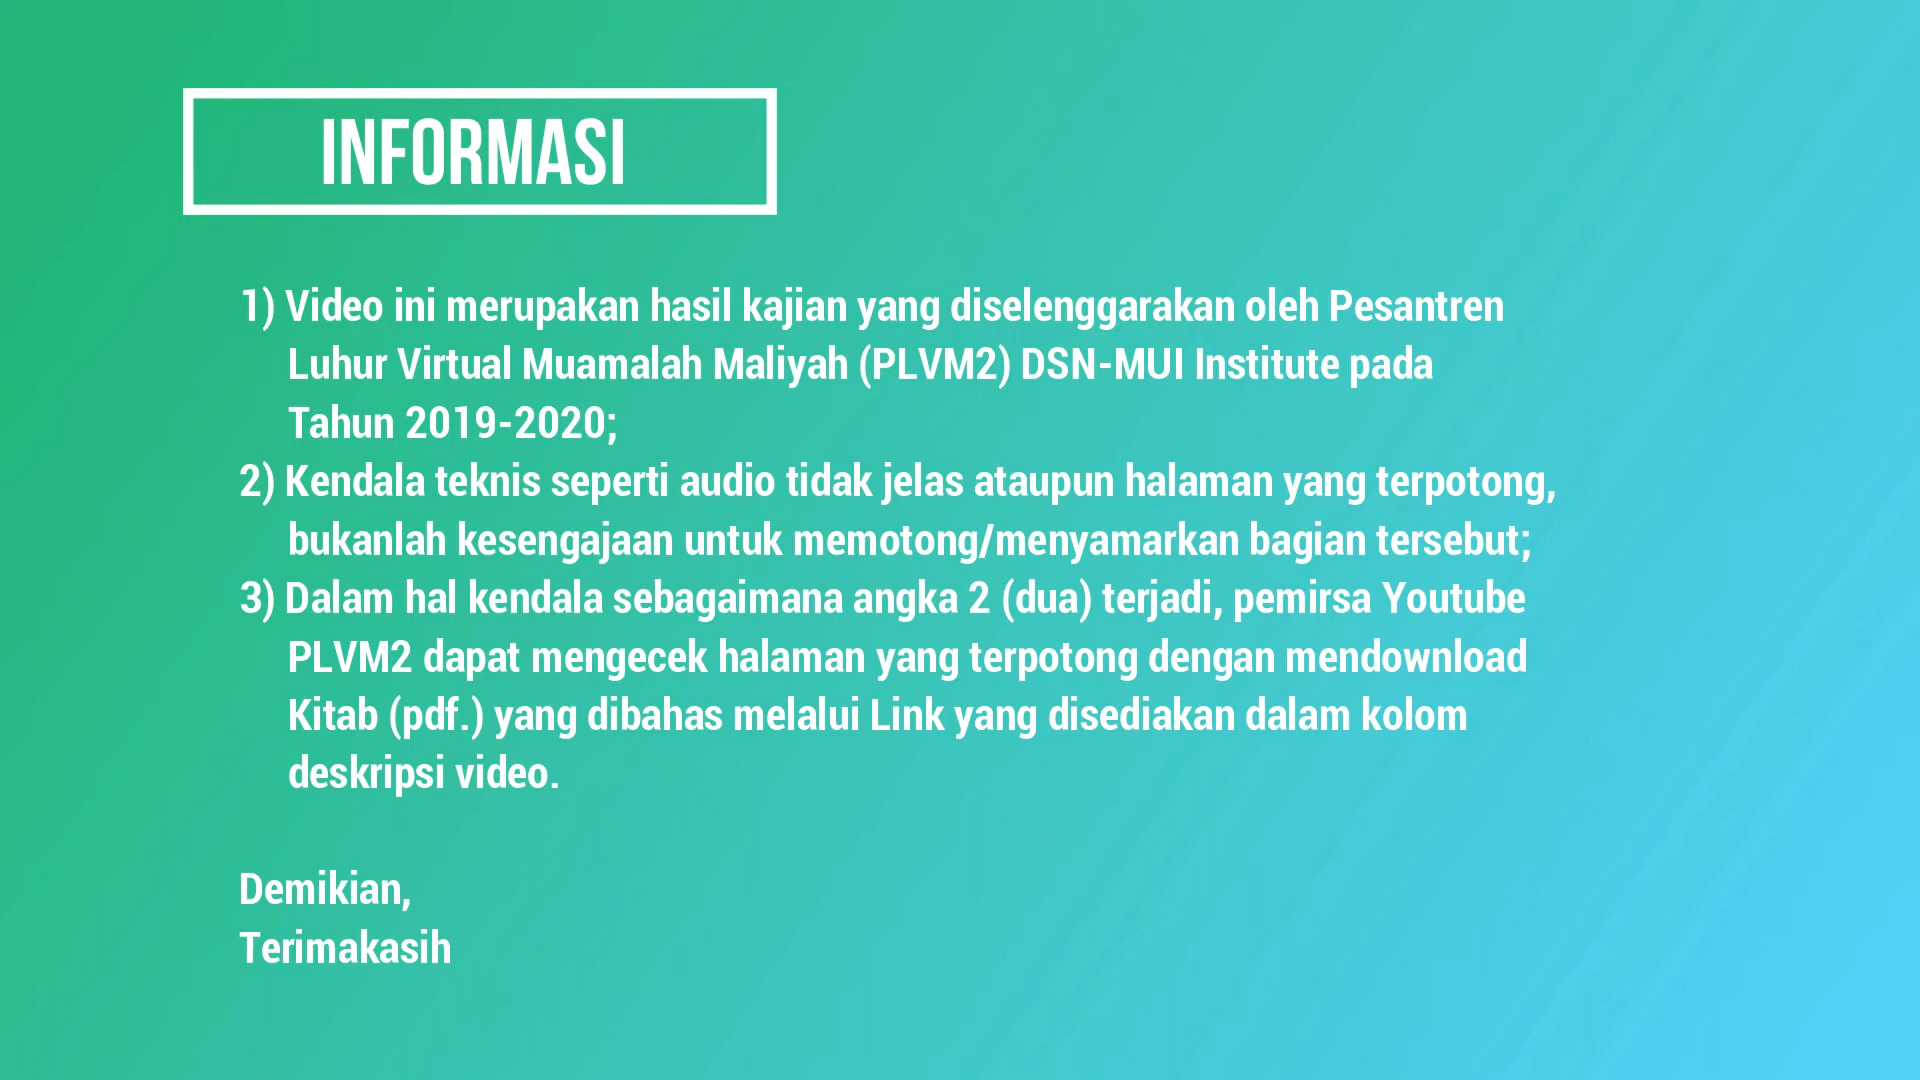 INFORMASI
1) Video ini merupakan hasil kajian yang diselenggarakan oleh Pesantren
Luhur Virtual Muamalah Maliyah (PLVM2) DSN-MUI Institute pada
Tahun 2019-2020;
2) Kendala teknis seperti audio tidak jelas ataupun halaman yang terpotong,
bukanlah kesengajaan untuk memotong/menyamarkan bagian tersebut;
3) Dalam hal kendala sebagaimana angka 2 (dua) terjadi, pemirsa Youtube
PLVM2 dapat mengecek halaman yang terpotong dengan mendownload
Kitab (pdf.) yang dibahas melalui Link yang disediakan dalam kolom
deskripsi video.
Demikian,
Terimakasih